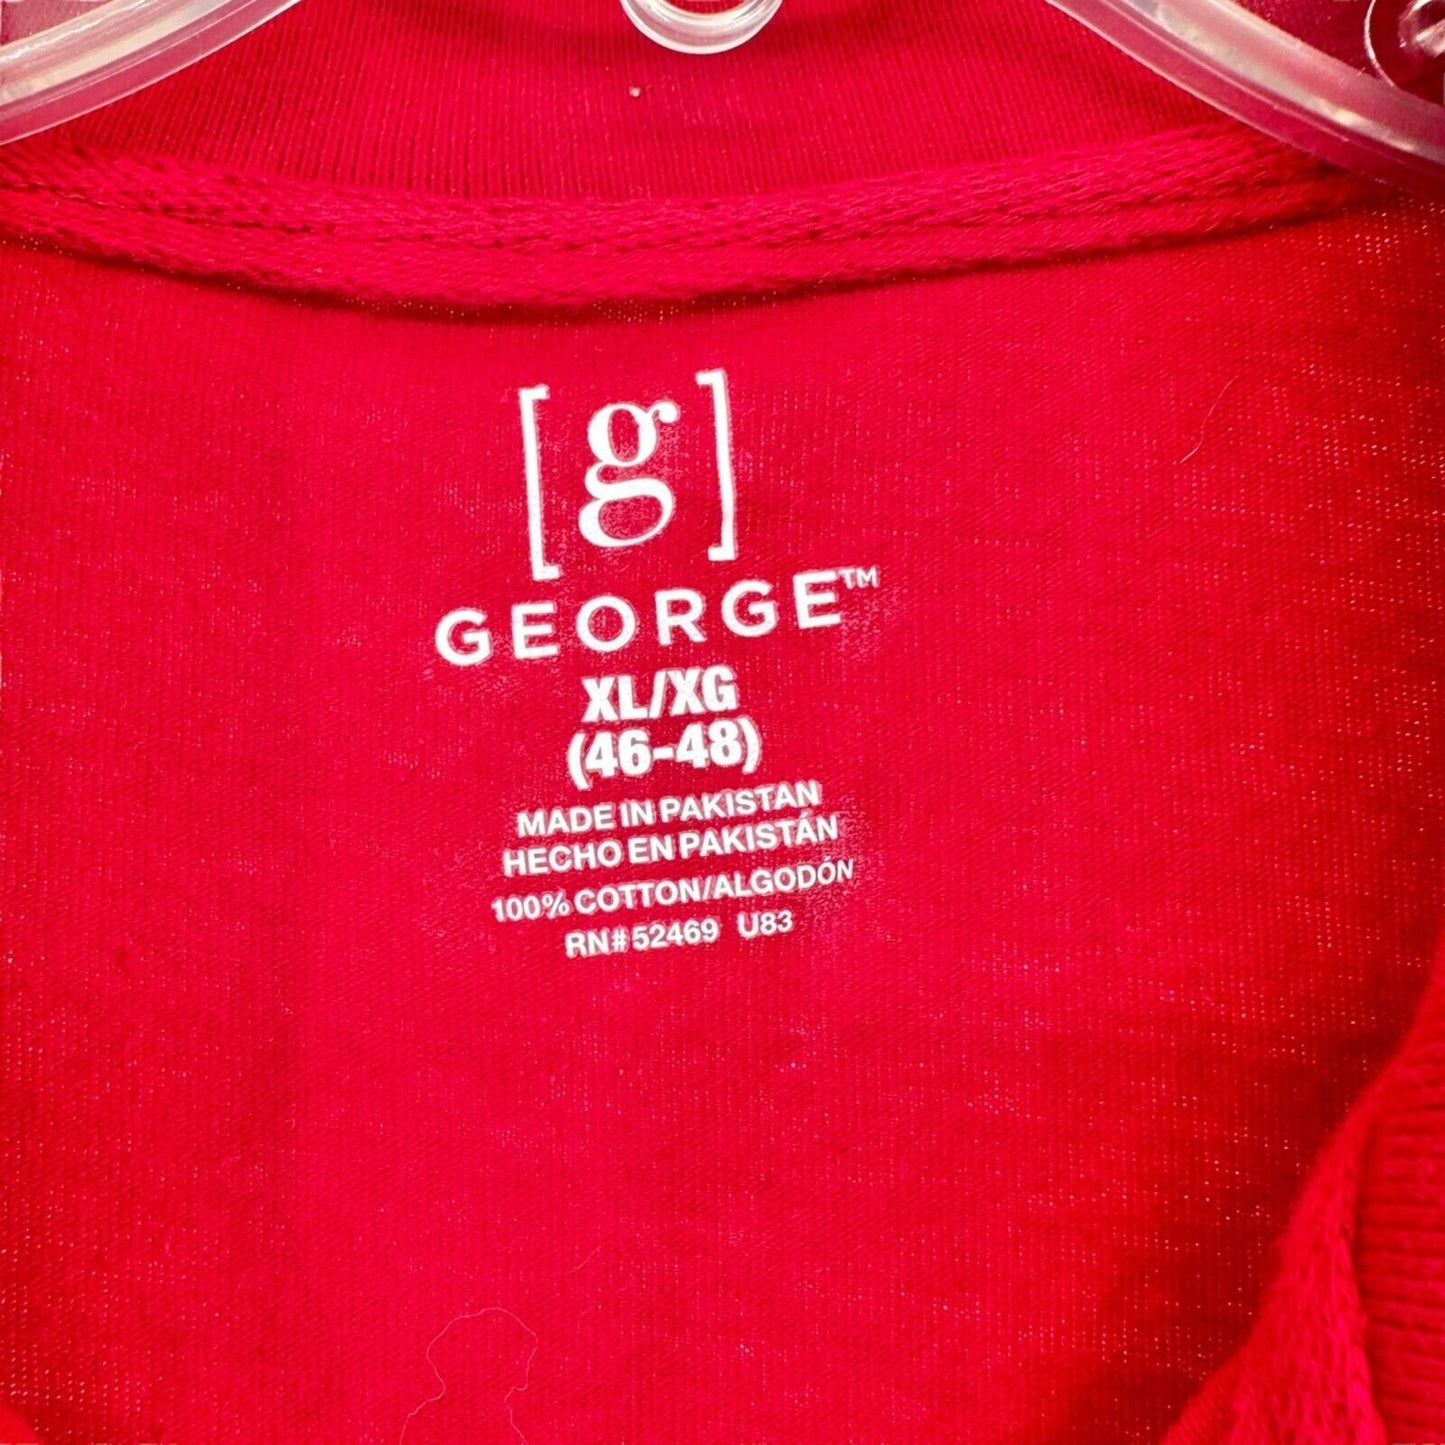 [g]
GEORGE™
XL/XG
(46-48)
MADE IN PAKISTAN
HECHO EN PAKISTÁN
100% COTTON/ALGODÓN
RN# 52469 U83